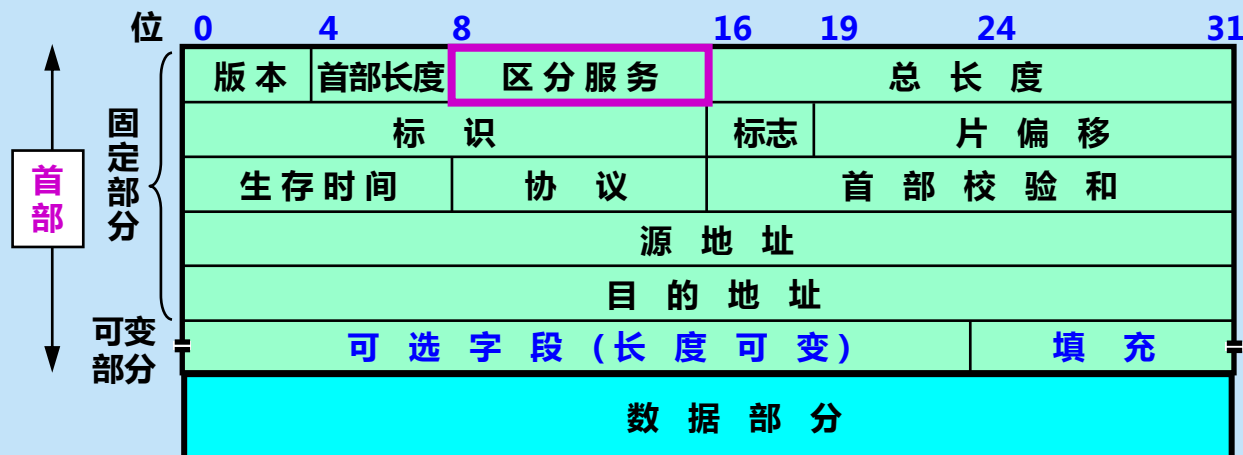 位 0 4 8 16 19 24 31
版本 首部长度 区分服务 总长度
标识 标志 片偏移
生存时间 协议 首部校验和
源地址
目的地址
可选字段(长度可变) 填充
数据部分
首部
固定部分
可变部分